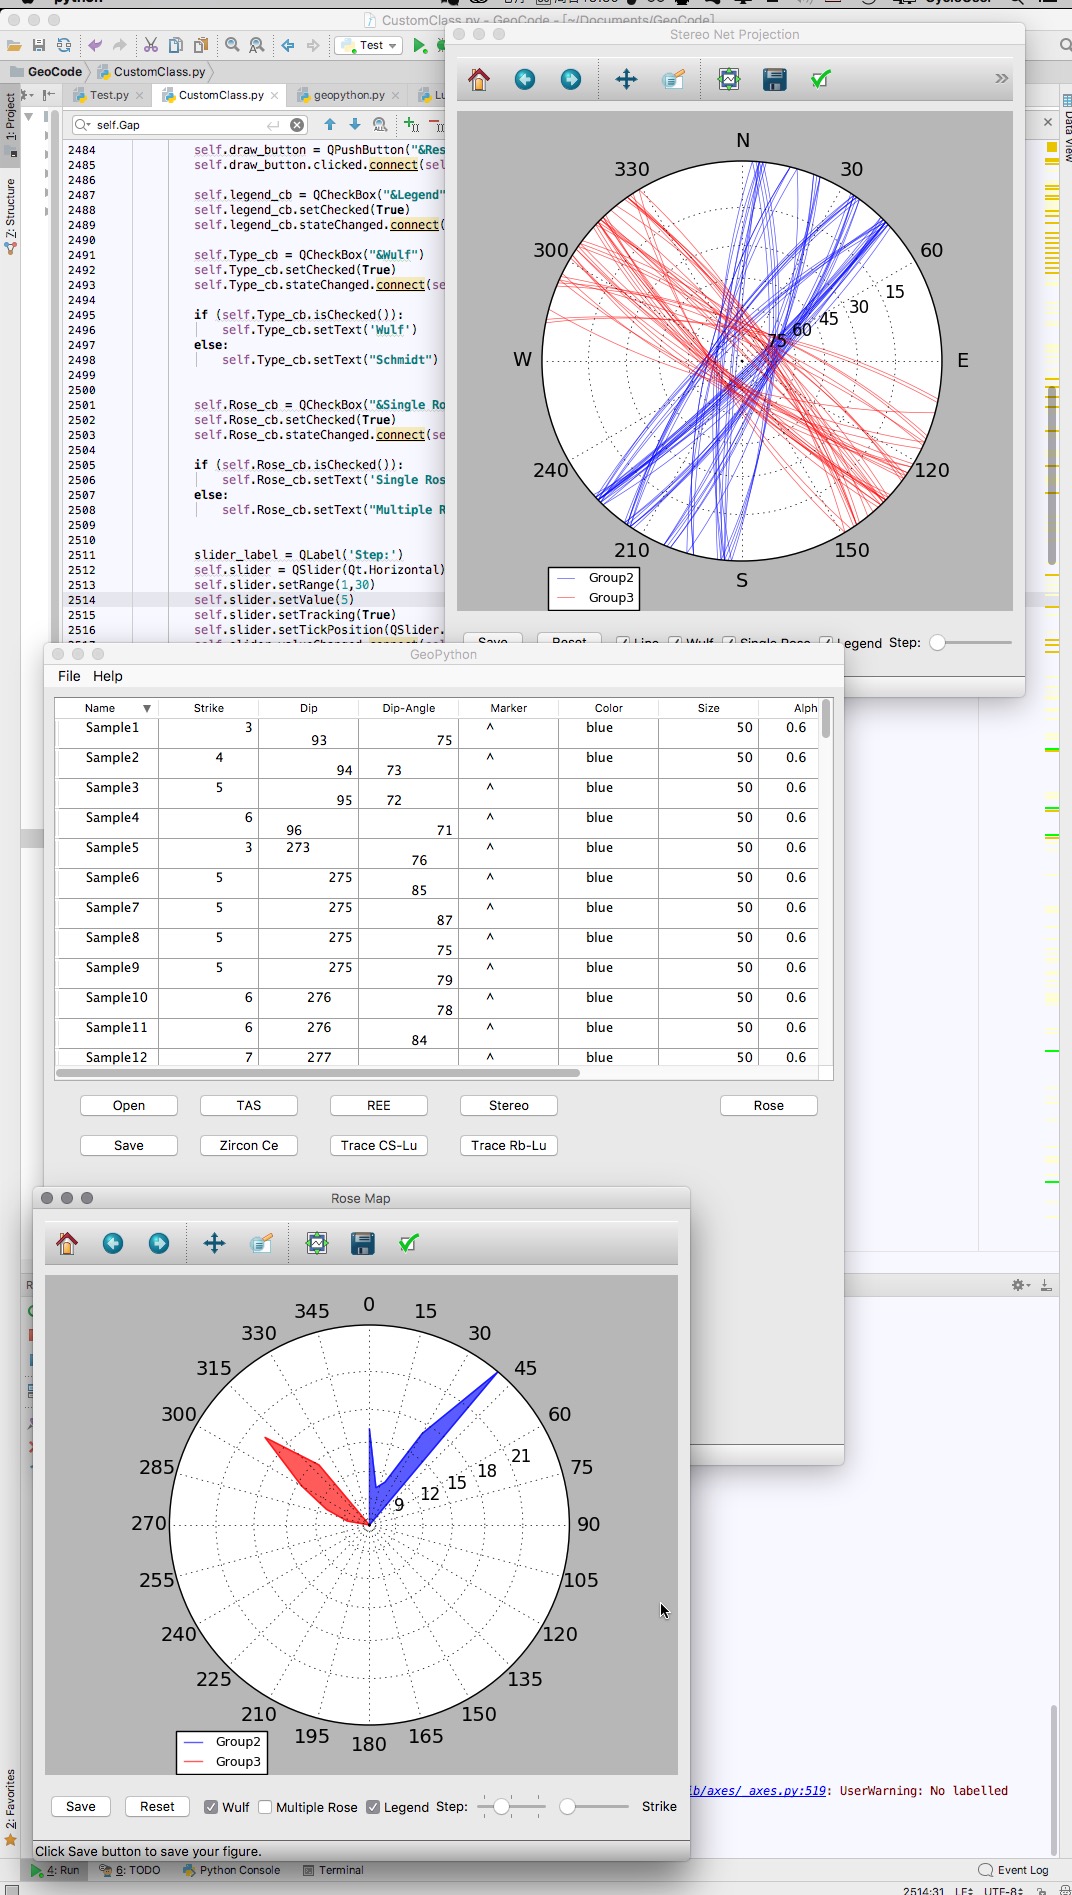 python
CustomClass.py - GeoCode - [~/Documents/GeoCode]
Test
GeoCode
CustomClass.py
Test.py
CustomClass.py
geopython.py
self.Gap
1: Project
7: Structure
2: Favorites
Data View
2484 self.draw_button = QPushButton("&Res
2485 self.draw_button.clicked.connect(sel
2486
2487 self.legend_cb = QCheckBox("&Legend"
2488 self.legend_cb.setChecked(True)
2489 self.legend_cb.stateChanged.connect(
2490
2491 self.Type_cb = QCheckBox("&Wulf")
2492 self.Type_cb.setChecked(True)
2493 self.Type_cb.stateChanged.connect(se
2494
2495 if (self.Type_cb.isChecked()):
2496 self.Type_cb.setText('Wulf')
2497 else:
2498 self.Type_cb.setText("Schmidt")
2499
2500
2501 self.Rose_cb = QCheckBox("&Single Ro
2502 self.Rose_cb.setChecked(True)
2503 self.Rose_cb.stateChanged.connect(se
2504
2505 if (self.Rose_cb.isChecked()):
2506 self.Rose_cb.setText('Single Ros
2507 else:
2508 self.Rose_cb.setText("Multiple R
2509
2510
2511 slider_label = QLabel('Step:')
2512 self.slider = QSlider(Qt.Horizontal)
2513 self.slider.setRange(1,30)
2514 self.slider.setValue(5)
2515 self.slider.setTracking(True)
2516 self.slider.setTickPosition(QSlider.
Stereo Net Projection
N
330 30
300 60
15
30
45
60
75
W E
240 120
210 150
S
Group2
Group3
Save Reset Line Wulf Single Rose Legend Step:
GeoPython
File Help
Name Strike Dip Dip-Angle Marker Color Size Alph
Sample1 3 93 75 ^ blue 50 0.6
Sample2 4 94 73 ^ blue 50 0.6
Sample3 5 95 72 ^ blue 50 0.6
Sample4 6 96 71 ^ blue 50 0.6
Sample5 3 273 76 ^ blue 50 0.6
Sample6 5 275 85 ^ blue 50 0.6
Sample7 5 275 87 ^ blue 50 0.6
Sample8 5 275 75 ^ blue 50 0.6
Sample9 5 275 79 ^ blue 50 0.6
Sample10 6 276 78 ^ blue 50 0.6
Sample11 6 276 84 ^ blue 50 0.6
Sample12 7 277 ^ blue 50 0.6
Open TAS REE Stereo Rose
Save Zircon Ce Trace CS-Lu Trace Rb-Lu
Rose Map
0
345 15
330 30
315 45
300 60
21
18
15
12
9
285 75
270 90
255 105
240 120
225 135
210 150
195 165
180
Group2
Group3
Save Reset Wulf Multiple Rose Legend Step: Strike
Click Save button to save your figure.
ib/axes/_axes.py:519: UserWarning: No labelled
4: Run 6: TODO Python Console Terminal Event Log
2514:31 LF UTF-8